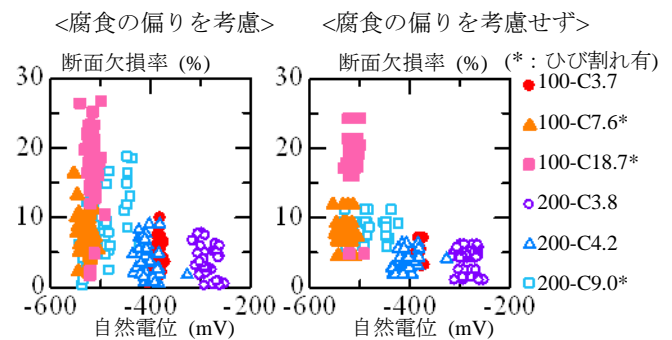 <腐食の偏りを考慮> <腐食の偏りを考慮せず>
断面欠損率 (%) 断面欠損率 (%) (*：ひび割れ有)
30
20
10
0
-600 -400 -200
自然電位 (mV)
30
20
10
0
-600 -400 -200
自然電位 (mV)
100-C3.7
100-C7.6*
100-C18.7*
200-C3.8
200-C4.2
200-C9.0*